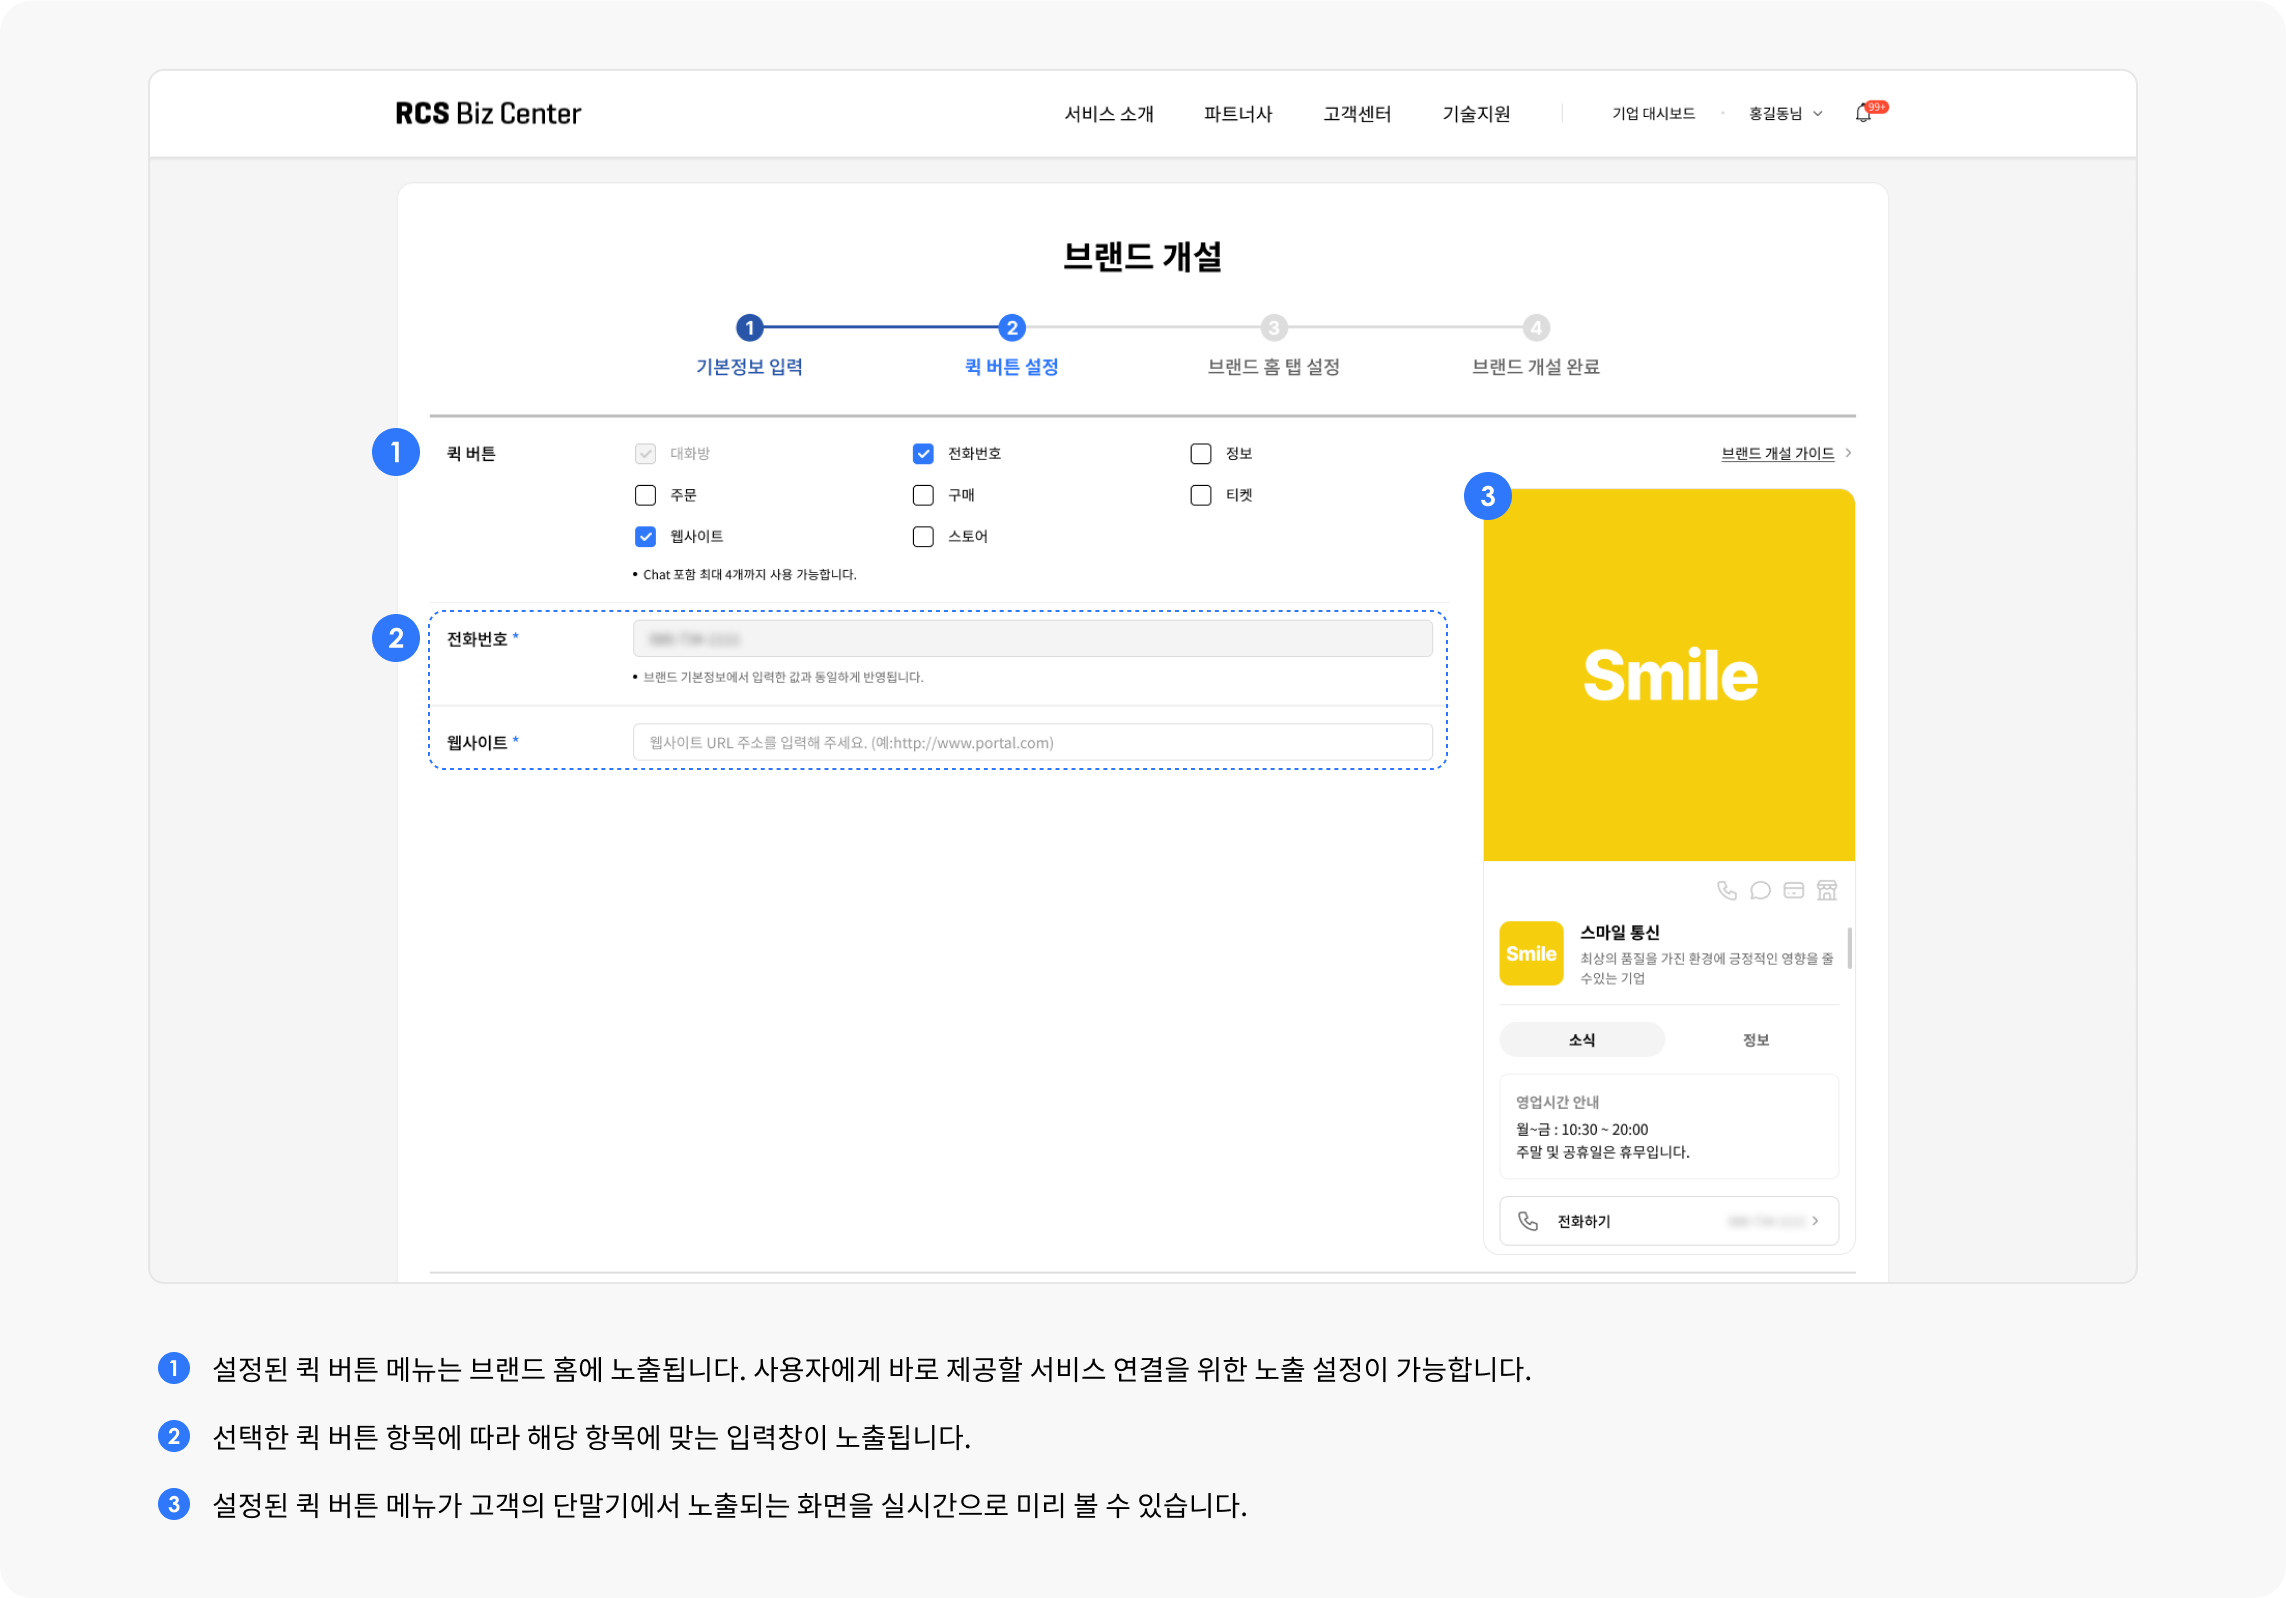 RCS Biz Center
서비스 소개 파트너사 고객센터 기술지원 기업 대시보드 홍길동님 99+
브랜드 개설
1 2 3 4
기본정보 입력 퀵 버튼 설정 브랜드 홈 탭 설정 브랜드 개설 완료
1 퀵 버튼 대화방 전화번호 정보
주문 구매 티켓
웹사이트 스토어
• Chat 포함 최대 4개까지 사용 가능합니다.
2 전화번호 *
• 브랜드 기본정보에서 입력한 값과 동일하게 반영됩니다.
웹사이트 * 웹사이트 URL 주소를 입력해 주세요. (예:http://www.portal.com)
브랜드 개설 가이드
3
Smile
Smile
스마일 통신
최상의 품질을 가진 환경에 긍정적인 영향을 줄
수있는 기업
소식 정보
영업시간 안내
월~금 : 10:30 ~ 20:00
주말 및 공휴일은 휴무입니다.
전화하기
1 설정된 퀵 버튼 메뉴는 브랜드 홈에 노출됩니다. 사용자에게 바로 제공할 서비스 연결을 위한 노출 설정이 가능합니다.
2 선택한 퀵 버튼 항목에 따라 해당 항목에 맞는 입력창이 노출됩니다.
3 설정된 퀵 버튼 메뉴가 고객의 단말기에서 노출되는 화면을 실시간으로 미리 볼 수 있습니다.